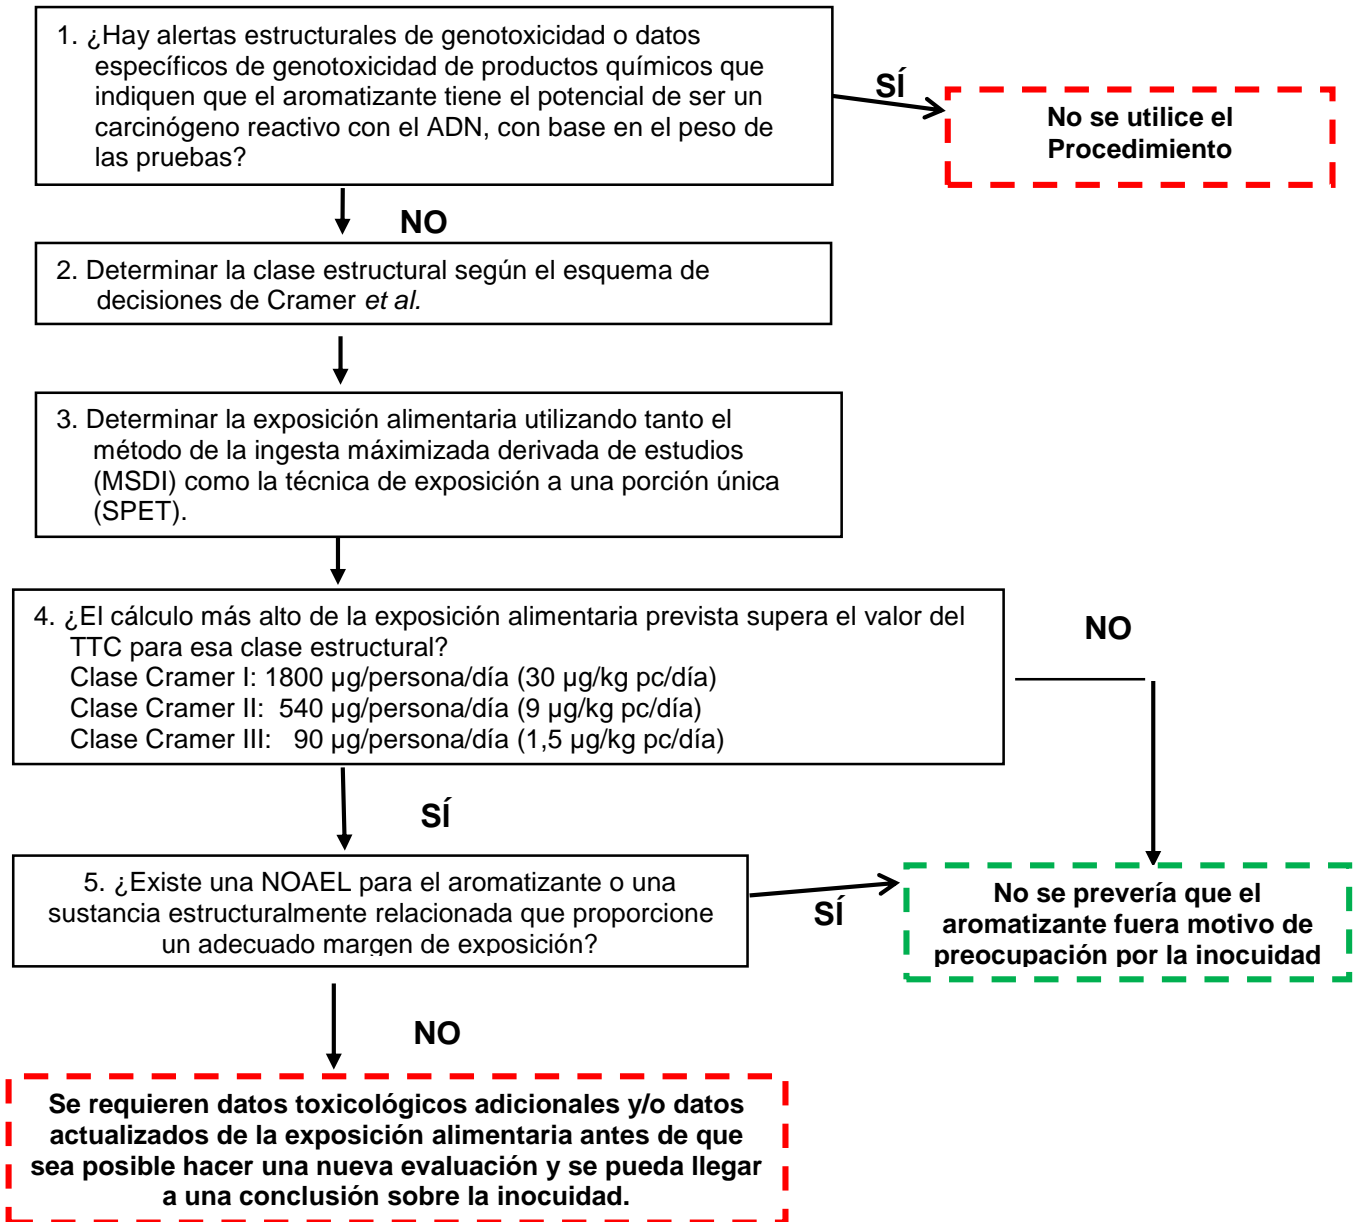 1. ¿Hay alertas estructurales de genotoxicidad o datos
específicos de genotoxicidad de productos químicos que
indiquen que el aromatizante tiene el potencial de ser un
carcinógeno reactivo con el ADN, con base en el peso de
las pruebas?
SÍ
No se utilice el
Procedimiento
NO
2. Determinar la clase estructural según el esquema de
decisiones de Cramer et al.
3. Determinar la exposición alimentaria utilizando tanto el
método de la ingesta máximizada derivada de estudios
(MSDI) como la técnica de exposición a una porción única
(SPET).
4. ¿El cálculo más alto de la exposición alimentaria prevista supera el valor del
TTC para esa clase estructural?
Clase Cramer I: 1800 µg/persona/día (30 µg/kg pc/día)
Clase Cramer II: 540 µg/persona/día (9 µg/kg pc/día)
Clase Cramer III: 90 µg/persona/día (1,5 µg/kg pc/día)
NO
SÍ
5. ¿Existe una NOAEL para el aromatizante o una
sustancia estructuralmente relacionada que proporcione
un adecuado margen de exposición?
SÍ
No se prevería que el
aromatizante fuera motivo de
preocupación por la inocuidad
NO
Se requieren datos toxicológicos adicionales y/o datos
actualizados de la exposición alimentaria antes de que
sea posible hacer una nueva evaluación y se pueda llegar
a una conclusión sobre la inocuidad.